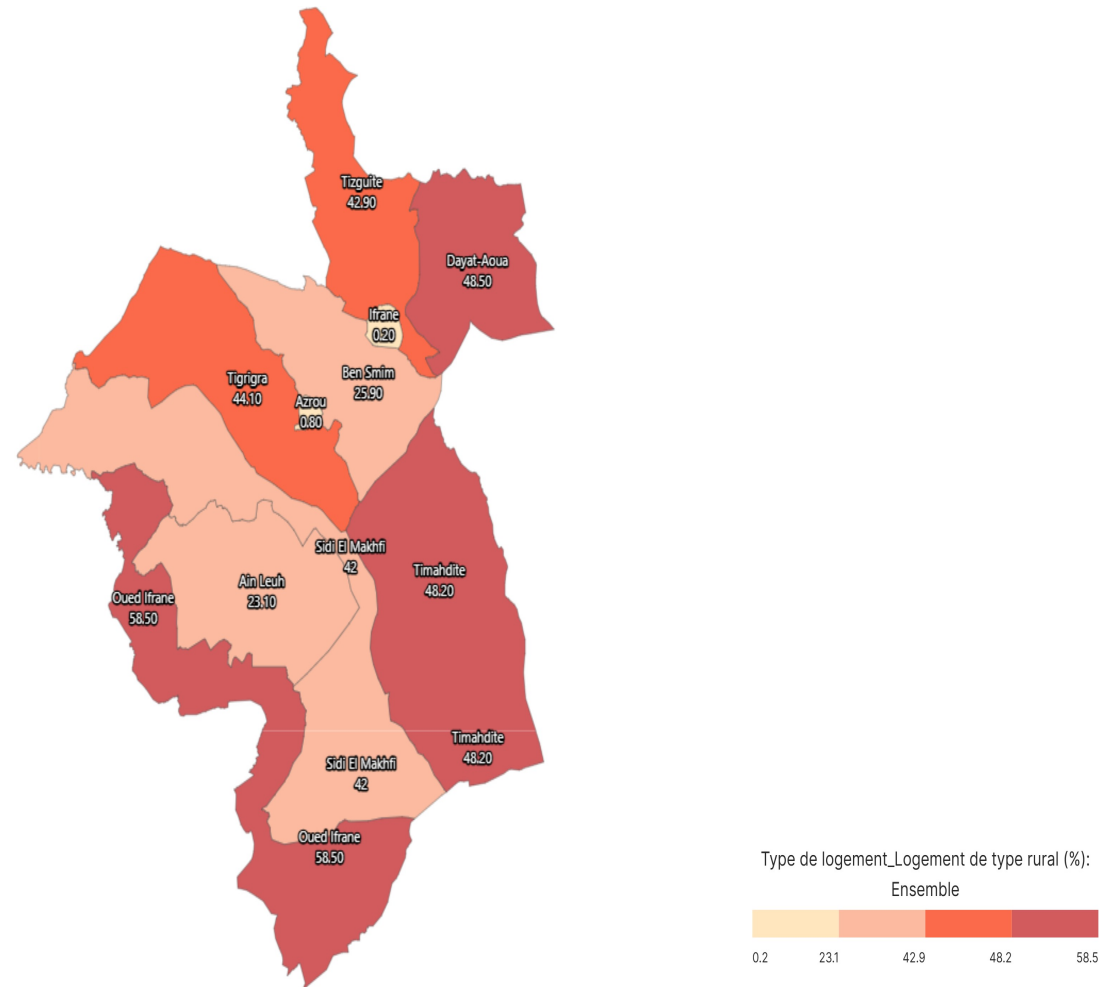 Tizguite
42.90
Dayat-Aoua
48.50
Ifrane
0.20
Ben Smim
25.90
Tigrigra
44.10
Azrou
0.80
Sidi El Makhfi
42
Timahdite
48.20
Ain Leuh
23.10
Oued Ifrane
58.50
Timahdite
48.20
Sidi El Makhfi
42
Oued Ifrane
58.50
Type de logement_Logement de type rural (%):
Ensemble
0.2 23.1 42.9 48.2 58.5